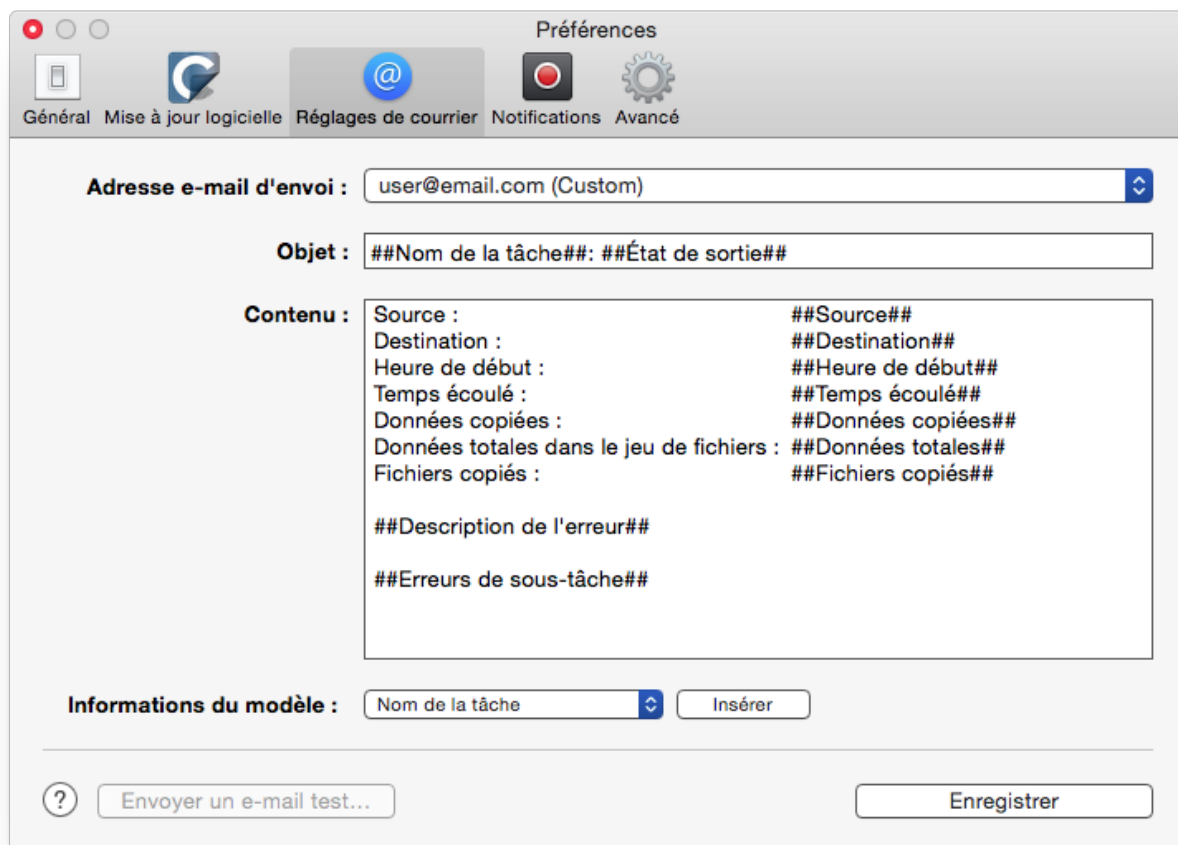 Préférences
Général Mise à jour logicielle Réglages de courrier Notifications Avancé
Adresse e-mail d'envoi : user@email.com (Custom)
Objet : ##Nom de la tâche##: ##État de sortie##
Contenu : Source : ##Source##
Destination : ##Destination##
Heure de début : ##Heure de début##
Temps écoulé : ##Temps écoulé##
Données copiées : ##Données copiées##
Données totales dans le jeu de fichiers : ##Données totales##
Fichiers copiés : ##Fichiers copiés##
##Description de l'erreur##
##Erreurs de sous-tâche##
Informations du modèle : Nom de la tâche Insérer
? Envoyer un e-mail test... Enregistrer